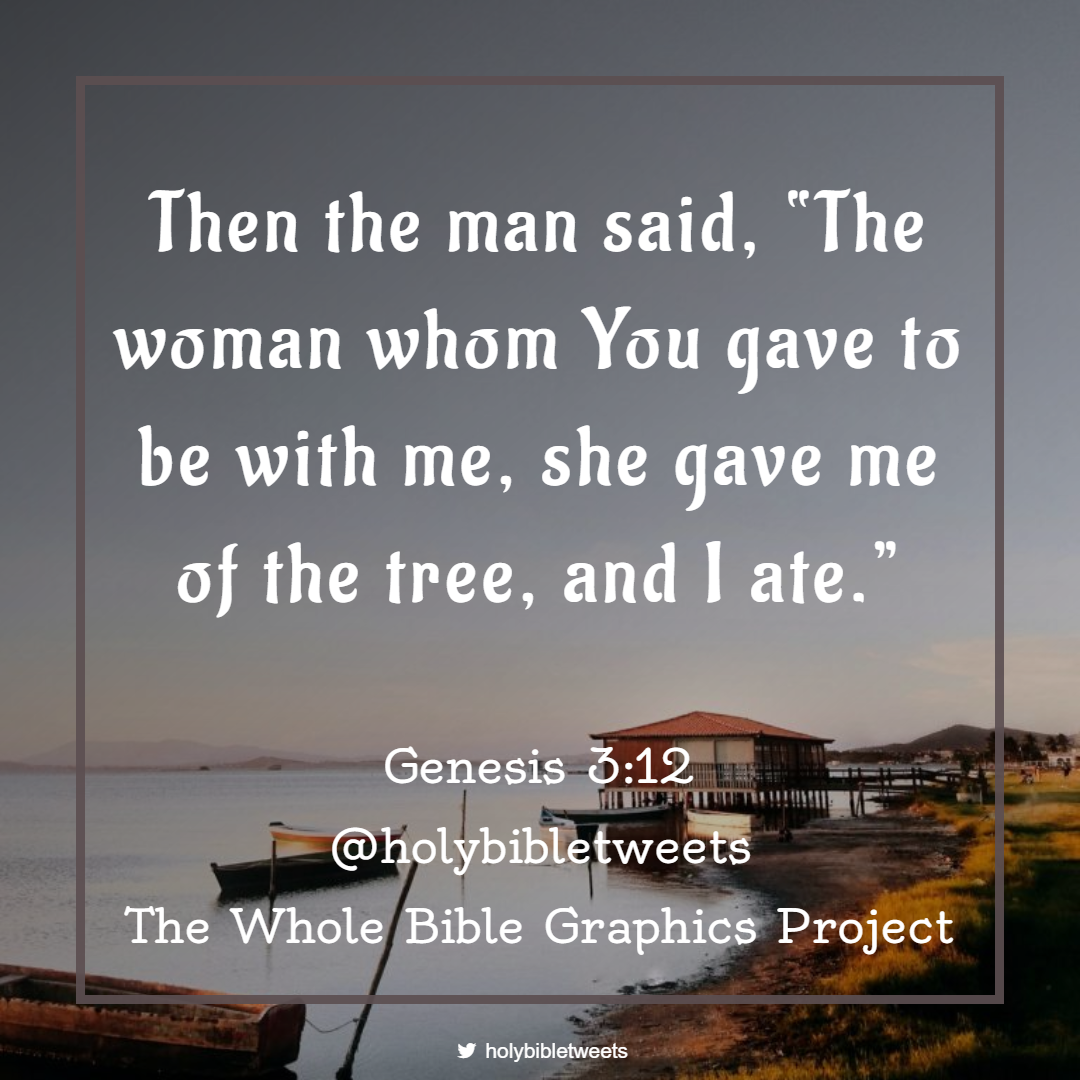 Then the man said, “The
woman whom You gave to
be with me, she gave me
of the tree, and I ate.”
Genesis 3:12
@holybibletweets
The Whole Bible Graphics Project
holybibletweets